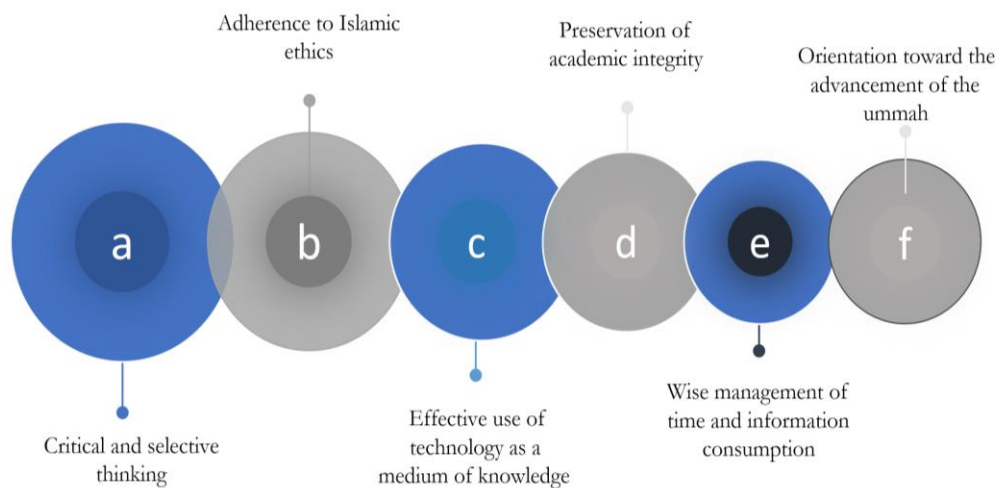 Adherence to Islamic
ethics
Preservation of
academic integrity
Orientation toward the
advancement of the
ummah
a
b
c
d
e
f
Critical and selective
thinking
Effective use of
technology as a
medium of knowledge
Wise management of
time and information
consumption